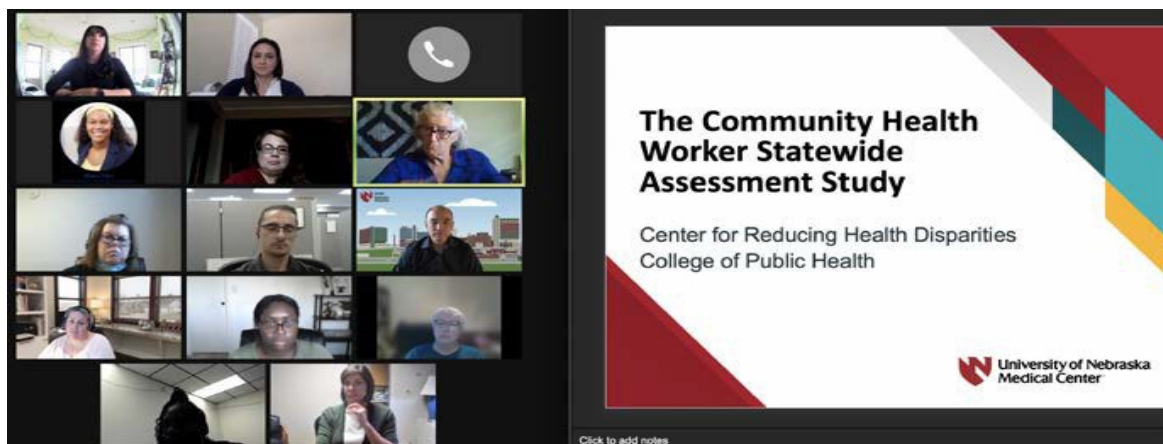 The Community Health
Worker Statewide
Assessment Study
Center for Reducing Health Disparities
College of Public Health
University of Nebraska
Medical Center
Click to add notes